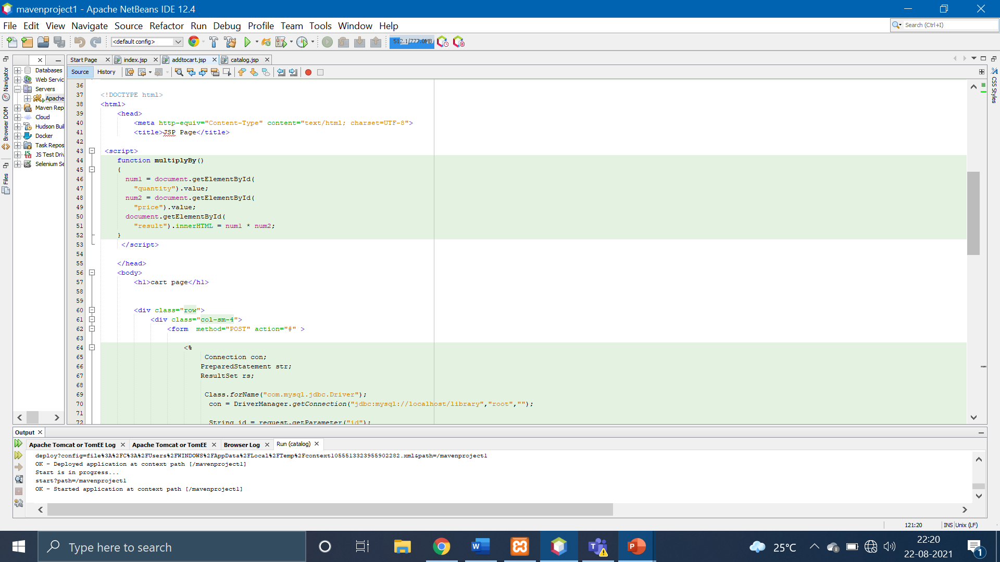 mavenproject1 - Apache NetBeans IDE 12.4
File Edit View Navigate Source Refactor Run Debug Profile Team Tools Window Help
Search (Ctrl+I)
<default config>
512.1/777.0MB
Start Page
index.jsp
addtocart.jsp
catalog.jsp
Source History
Navigator
Browser DOM
Files
CSS Styles
Databases
Web Servic
Servers
Apache
Maven Rep
Cloud
Hudson Buil
Docker
Task Repos
JS Test Driv
Selenium Se
36
37 <!DOCTYPE html>
38 <html>
39 <head>
40 <meta http-equiv="Content-Type" content="text/html; charset=UTF-8">
41 <title>JSP Page</title>
42
43 <script>
44 function multiplyBy()
45 {
46 num1 = document.getElementById(
47 "quantity").value;
48 num2 = document.getElementById(
49 "price").value;
50 document.getElementById(
51 "result").innerHTML = num1 * num2;
52 }
53 </script>
54
55 </head>
56 <body>
57 <h1>cart page</h1>
58
59
60 <div class="row">
61 <div class="col-sm-4">
62 <form method="POST" action="#" >
63
64 <%
65 Connection con;
66 PreparedStatement str;
67 ResultSet rs;
68
69 Class.forName("com.mysql.jdbc.Driver");
70 con = DriverManager.getConnection("jdbc:mysql://localhost/library","root","");
71
72 String id = request.getParameter("id");
Output
Apache Tomcat or TomEE Log
Apache Tomcat or TomEE
Browser Log
Run (catalog)
deploy?config=file%3A%2FC%3A%2FUsers%2FWINDOWS%2FAppData%2FLocal%2FTemp%2Fcontext1055513323955902282.xml&path=/mavenproject1
OK - Deployed application at context path [/mavenproject1]
Start is in progress...
start?path=/mavenproject1
OK - Started application at context path [/mavenproject1]
121:20
INS Unix (LF)
Type here to search
25°C
22:20
22-08-2021
1